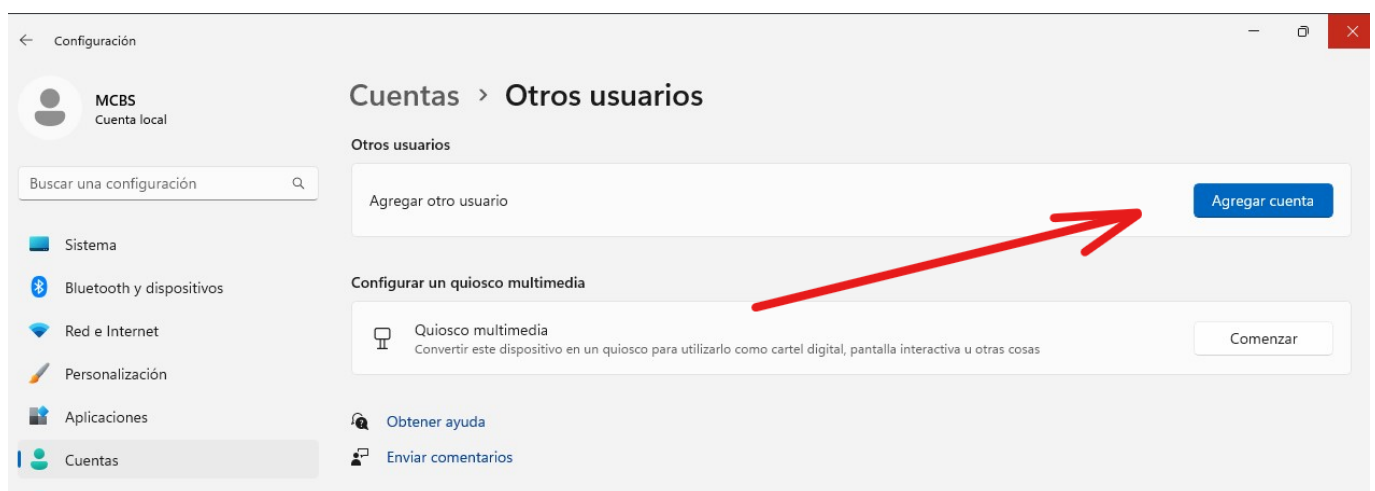 Configuración
MCBS
Cuenta local
Buscar una configuración
Sistema
Bluetooth y dispositivos
Red e Internet
Personalización
Aplicaciones
Cuentas
Cuentas > Otros usuarios
Otros usuarios
Agregar otro usuario
Agregar cuenta
Configurar un quiosco multimedia
Quiosco multimedia
Convertir este dispositivo en un quiosco para utilizarlo como cartel digital, pantalla interactiva u otras cosas
Comenzar
Obtener ayuda
Enviar comentarios